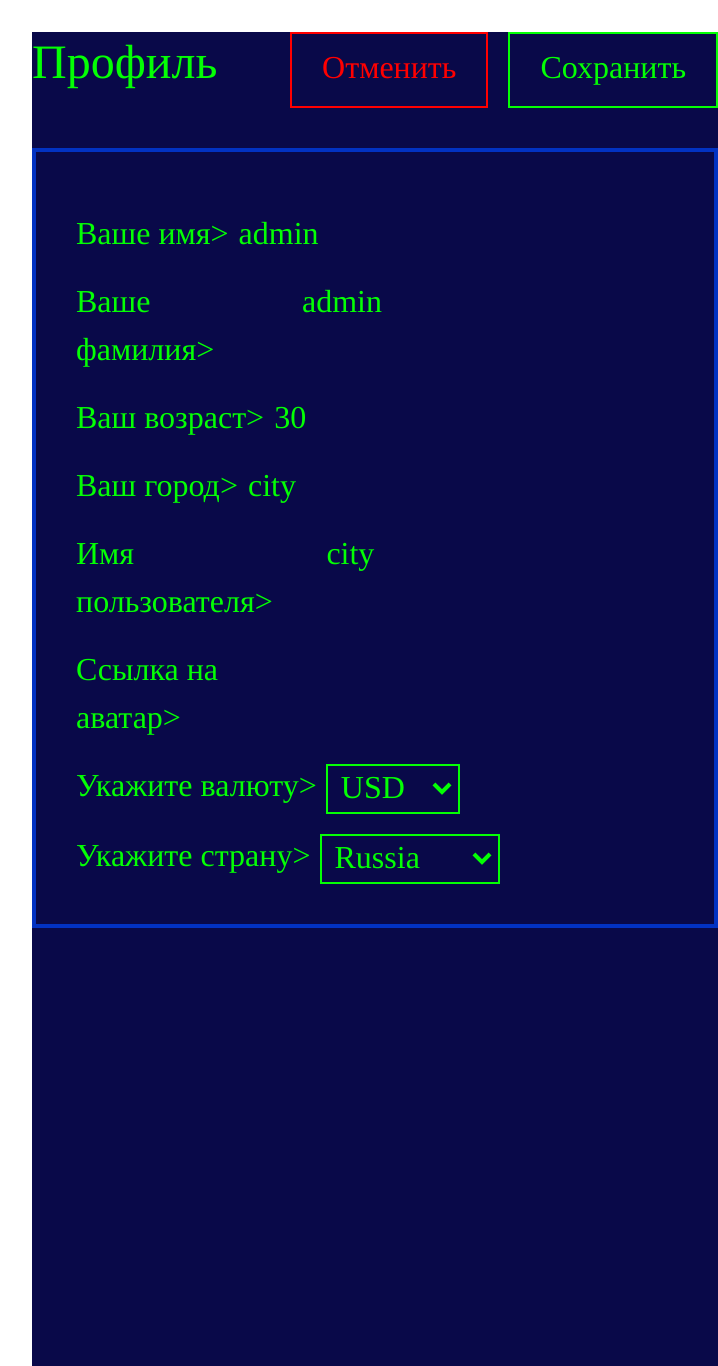 Профиль Отменить Сохранить
Ваше имя> admin
Ваше admin
фамилия>
Ваш возраст> 30
Ваш город> city
Имя city
пользователя>
Ссылка на
аватар>
Укажите валюту> USD
Укажите страну> Russia